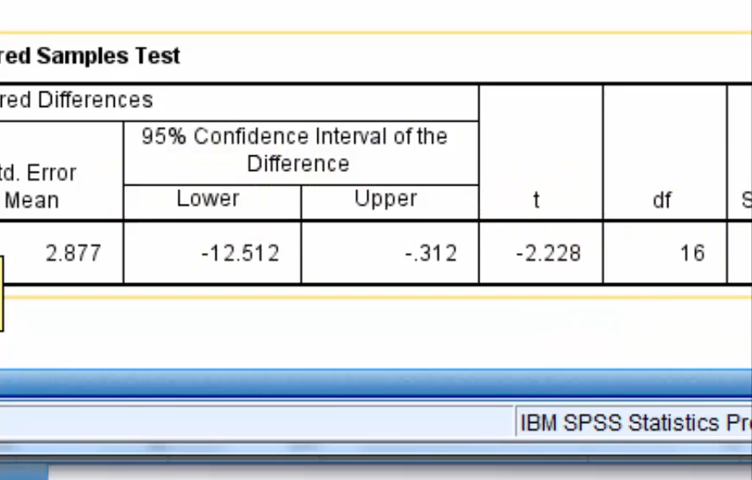 red Samples Test
red Differences
95% Confidence Interval of the
Difference
td. Error
Mean
Lower
Upper
t
df
S
2.877
-12.512
-.312
-2.228
16
IBM SPSS Statistics Pr